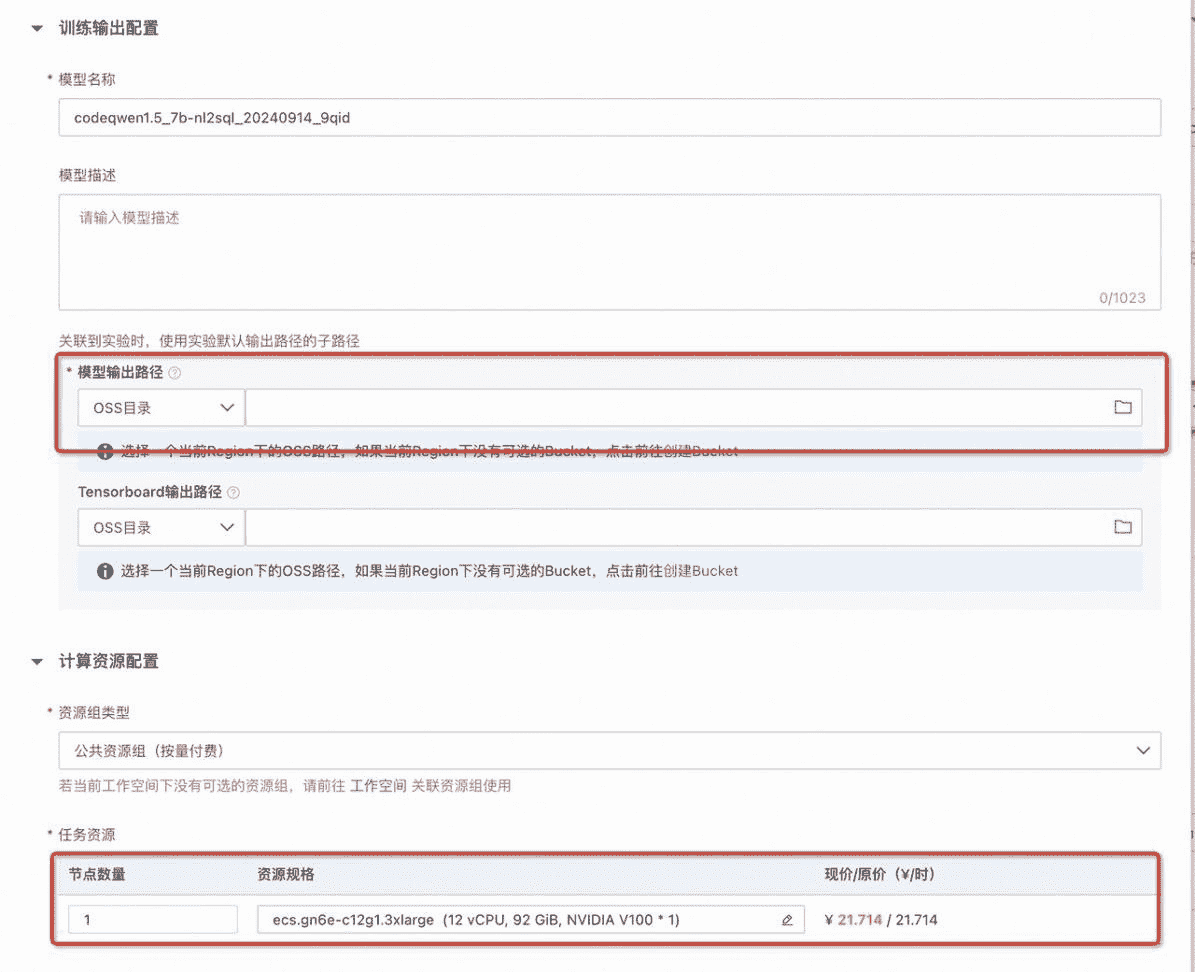 训练输出配置
* 模型名称
codeqwen1.5_7b-nl2sql_20240914_9qid
模型描述
请输入模型描述
0/1023
关联到实验时，使用实验默认输出路径的子路径
* 模型输出路径
OSS目录
选择一个当前Region下的OSS路径，如果当前Region下没有可选的Bucket，点击前往创建Bucket
Tensorboard输出路径
OSS目录
选择一个当前Region下的OSS路径，如果当前Region下没有可选的Bucket，点击前往创建Bucket
计算资源配置
* 资源组类型
公共资源组（按量付费）
若当前工作空间下没有可选的资源组，请前往 工作空间 关联资源组使用
* 任务资源
节点数量 资源规格 现价/原价（¥/时）
1 ecs.gn6e-c12g1.3xlarge (12 vCPU, 92 GiB, NVIDIA V100 * 1) ¥ 21.714 / 21.714